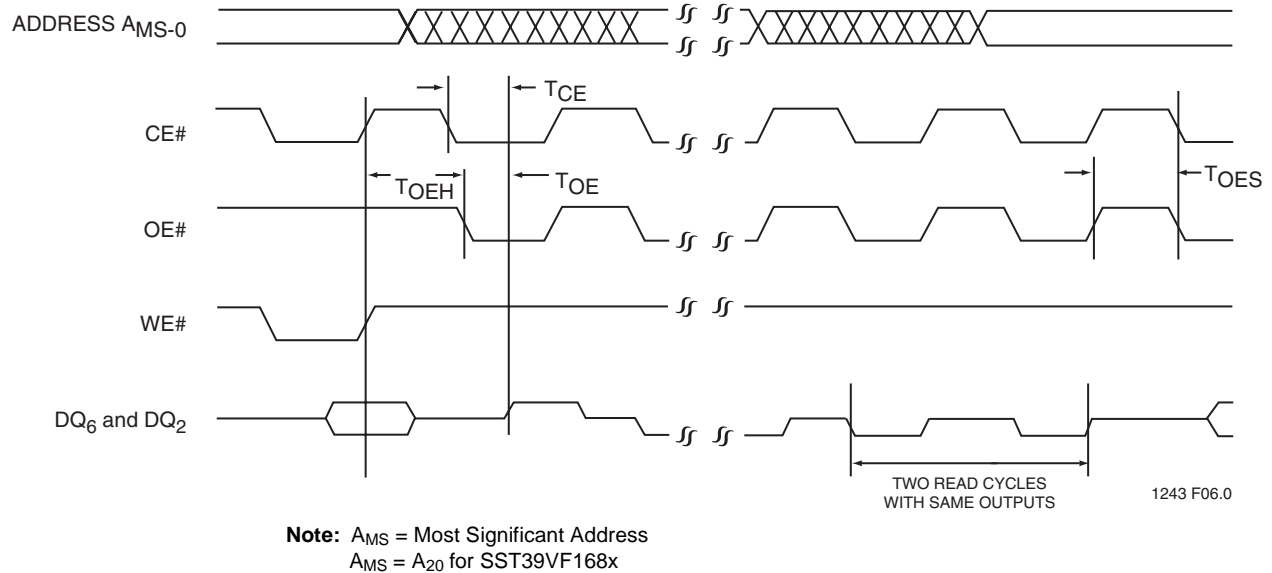 ADDRESS AMS-0
TCE
CE#
TOEH
TOE
TOES
OE#
WE#
DQ6 and DQ2
TWO READ CYCLES
WITH SAME OUTPUTS
1243 F06.0
Note: AMS = Most Significant Address
AMS = A20 for SST39VF168x